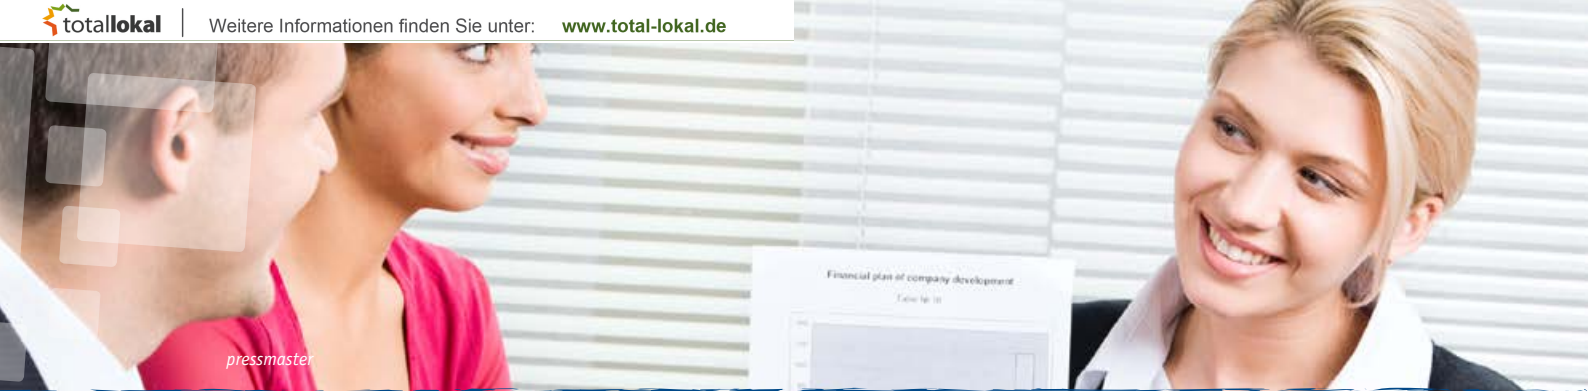 totallokal | Weitere Informationen finden Sie unter: www.total-lokal.de
Financial plan of company development
pressmaster